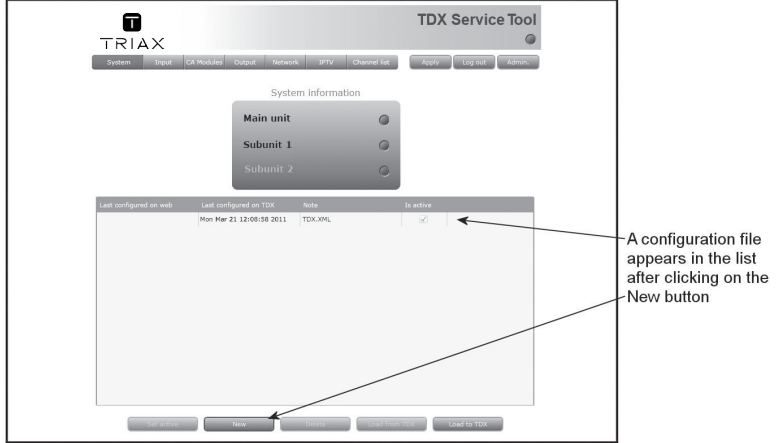 TDX Service Tool
T
TRIAX
System Input CA Modules Output Network IPTV Channel list Apply Log out Admin.
System information
Main unit
Subunit 1
Subunit 2
Last configured on web Last configured on TDX Note Is active
Mon Mar 21 12:08:58 2011 TDX.XML
A configuration file
appears in the list
after clicking on the
New button
Set active New Delete Load from TDX Load to TDX